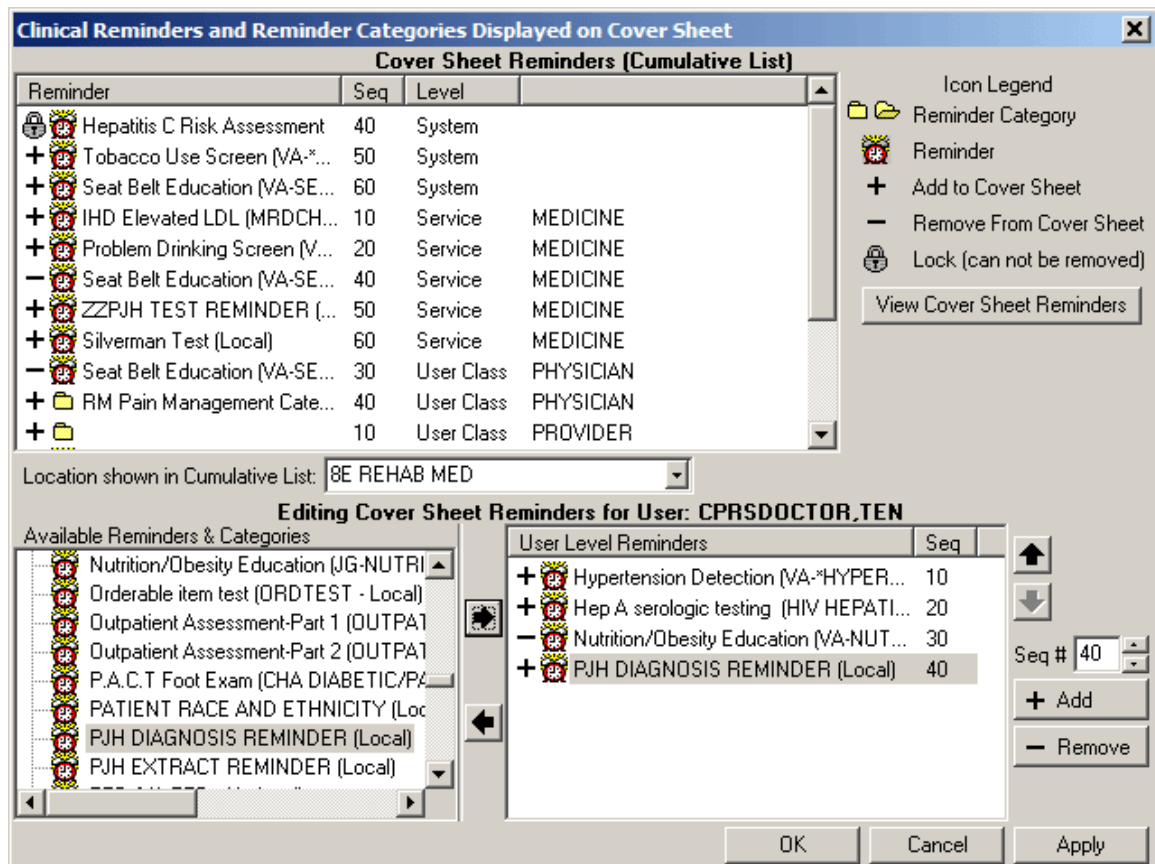 Clinical Reminders and Reminder Categories Displayed on Cover Sheet
Cover Sheet Reminders (Cumulative List)
Reminder Seq Level
Hepatitis C Risk Assessment 40 System
Tobacco Use Screen (VA-*... 50 System
Seat Belt Education (VA-SE... 60 System
IHD Elevated LDL (MRDCH... 10 Service MEDICINE
Problem Drinking Screen (V... 20 Service MEDICINE
Seat Belt Education (VA-SE... 40 Service MEDICINE
ZZPJH TEST REMINDER (... 50 Service MEDICINE
Silverman Test (Local) 60 Service MEDICINE
Seat Belt Education (VA-SE... 30 User Class PHYSICIAN
RM Pain Management Cate... 40 User Class PHYSICIAN
10 User Class PROVIDER
Icon Legend
Reminder Category
Reminder
+ Add to Cover Sheet
− Remove From Cover Sheet
Lock (can not be removed)
View Cover Sheet Reminders
Location shown in Cumulative List: 8E REHAB MED
Editing Cover Sheet Reminders for User: CPRSDOCTOR,TEN
Available Reminders & Categories
Nutrition/Obesity Education (JG-NUTRI
Orderable item test (ORDTEST - Local)
Outpatient Assessment-Part 1 (OUTPAT
Outpatient Assessment-Part 2 (OUTPAT
P.A.C.T Foot Exam (CHA DIABETIC/PA
PATIENT RACE AND ETHNICITY (Loc
PJH DIAGNOSIS REMINDER (Local)
PJH EXTRACT REMINDER (Local)
User Level Reminders Seq
Hypertension Detection (VA-*HYPER... 10
Hep A serologic testing (HIV HEPATI... 20
Nutrition/Obesity Education (VA-NUT... 30
PJH DIAGNOSIS REMINDER (Local) 40
Seq # 40
+ Add
− Remove
OK Cancel Apply